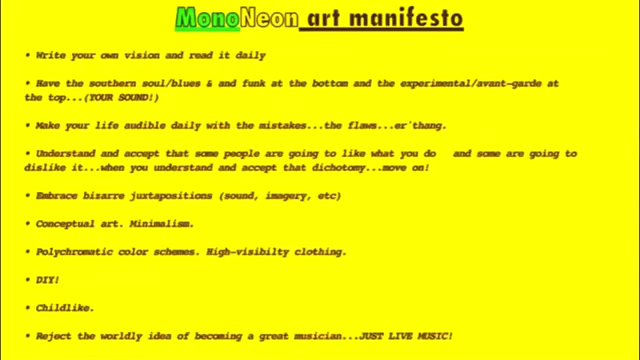 MonoNeon art manifesto
• Write your own vision and read it daily
• Have the southern soul/blues & and funk at the bottom and the experimental/avant-garde at
the top...(YOUR SOUND!)
• Make your life audible daily with the mistakes...the flaws...er'thang.
• Understand and accept that some people are going to like what you do and some are going to
dislike it...when you understand and accept that dichotomy...move on!
• Embrace bizarre juxtapositions (sound, imagery, etc)
• Conceptual art. Minimalism.
• Polychromatic color schemes. High-visibilty clothing.
• DIY!
• Childlike.
• Reject the worldly idea of becoming a great musician...JUST LIVE MUSIC!